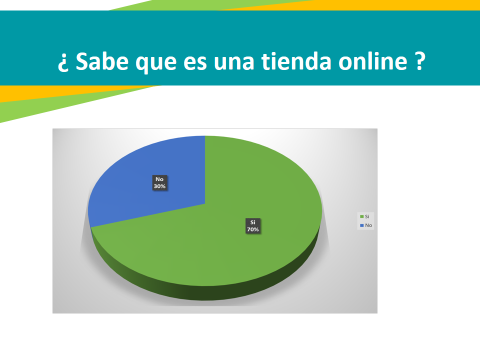 ¿ Sabe que es una tienda online ?
No
30%
Si
70%
Si
No